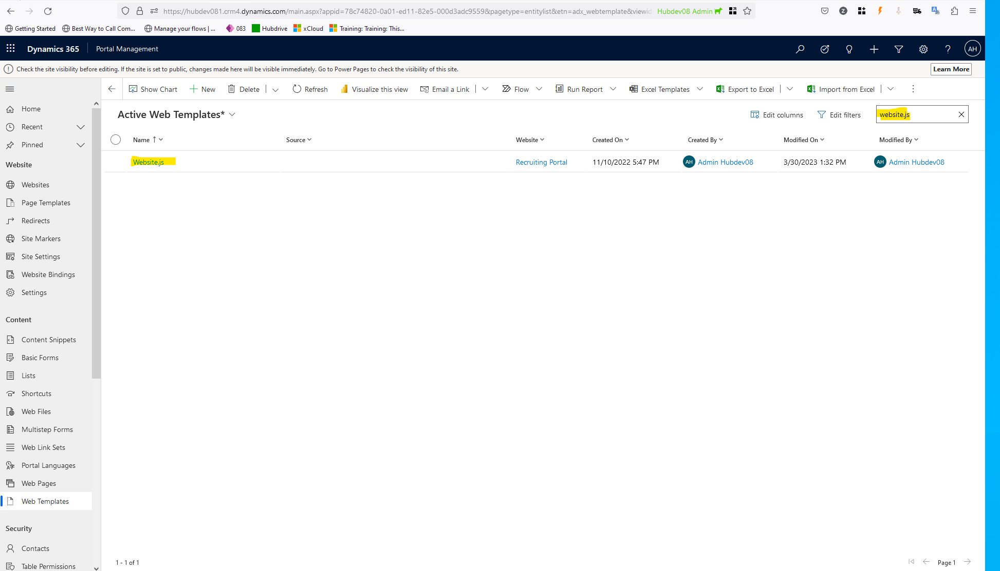 https://hubdev081.crm4.dynamics.com/main.aspx?appid=78c74820-0a01-ed11-82e5-000d3adc9559&pagetype=entitylist&etn=adx_webtemplate&viewid Hubdev08 Admin
Getting Started Best Way to Call Com... Manage your flows | ... 083 Hubdrive xCloud Training: Training: This...
Dynamics 365 Portal Management AH
Check the site visibility before editing. If the site is set to public, changes made here will be visible immediately. Go to Power Pages to check the visibility of this site. Learn More
Show Chart New Delete Refresh Visualize this view Email a Link Flow Run Report Excel Templates Export to Excel Import from Excel
Active Web Templates* Edit columns Edit filters website.js
Name Source Website Created On Created By Modified On Modified By
Website.js Recruiting Portal 11/10/2022 5:47 PM AH Admin Hubdev08 3/30/2023 1:32 PM AH Admin Hubdev08
Home
Recent
Pinned
Website
Websites
Page Templates
Redirects
Site Markers
Site Settings
Website Bindings
Settings
Content
Content Snippets
Basic Forms
Lists
Shortcuts
Web Files
Multistep Forms
Web Link Sets
Portal Languages
Web Pages
Web Templates
Security
Contacts
Table Permissions
1 - 1 of 1 Page 1